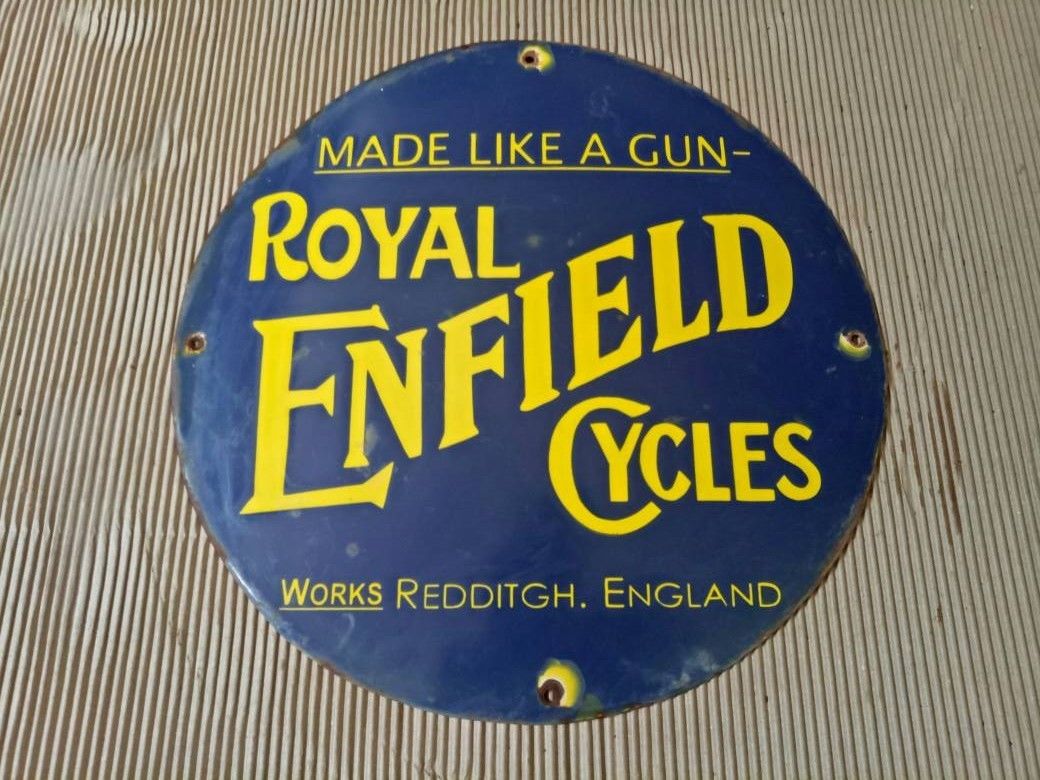 MADE LIKE A GUN-
ROYAL
ENFIELD
CYCLES
WORKS REDDITGH. ENGLAND